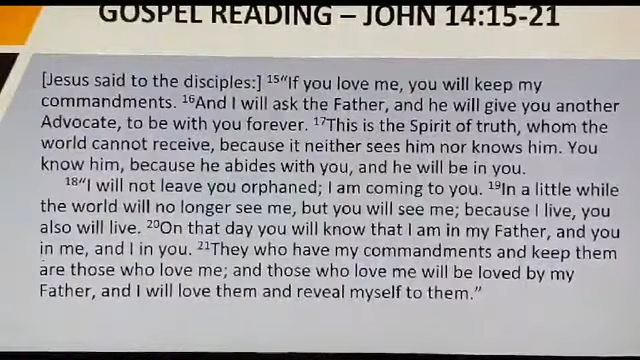 GOSPEL READING – JOHN 14:15-21
[Jesus said to the disciples:] ¹⁵“If you love me, you will keep my
commandments. ¹⁶And I will ask the Father, and he will give you another
Advocate, to be with you forever. ¹⁷This is the Spirit of truth, whom the
world cannot receive, because it neither sees him nor knows him. You
know him, because he abides with you, and he will be in you.
¹⁸“I will not leave you orphaned; I am coming to you. ¹⁹In a little while
the world will no longer see me, but you will see me; because I live, you
also will live. ²⁰On that day you will know that I am in my Father, and you
in me, and I in you. ²¹They who have my commandments and keep them
are those who love me; and those who love me will be loved by my
Father, and I will love them and reveal myself to them.”